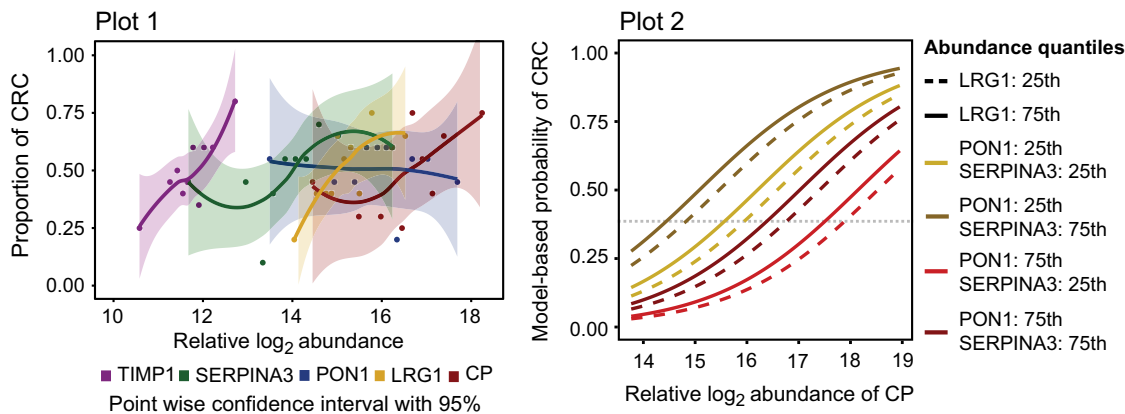 Plot 1
Proportion of CRC
1.00
0.75
0.50
0.25
0.00
10
12
14
16
18
Relative log2 abundance
TIMP1 SERPINA3 PON1 LRG1 CP
Point wise confidence interval with 95%
Plot 2
Model-based probability of CRC
1.00
0.50
0.25
0.00
14
15
16
17
18
19
Relative log2 abundance of CP
Abundance quantiles
LRG1: 25th
LRG1: 75th
PON1: 25th
SERPINA3: 25th
PON1: 25th
SERPINA3: 75th
PON1: 75th
SERPINA3: 25th
PON1: 75th
SERPINA3: 75th